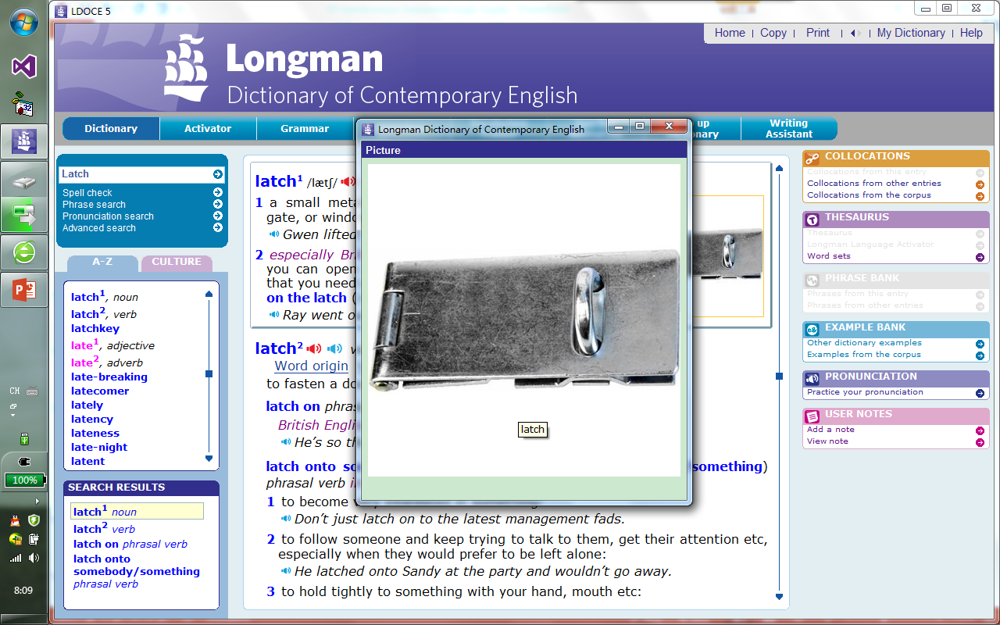 LDOCE 5
Home | Copy | Print | | My Dictionary | Help
Longman
Dictionary of Contemporary English
Dictionary
Activator
Grammar
up
Writing
Assistant
Latch
Spell check
Phrase search
Pronunciation search
Advanced search
A-Z
CULTURE
latch1, noun
latch2, verb
latchkey
late1, adjective
late2, adverb
late-breaking
latecomer
lately
latency
lateness
late-night
latent
SEARCH RESULTS
latch1 noun
latch2 verb
latch on phrasal verb
latch onto
somebody/something
phrasal verb
latch1 /lætʃ/
1 a small
gate, or
Gwen lifted
2 especially
you can open
that you need
on the latch (
Ray went
latch2
Word origin
to fasten a
latch on
British
He's so
latch onto something)
phrasal verb
1 to become
Don't just latch on to the latest management fads.
2 to follow someone and keep trying to talk to them, get their attention etc,
especially when they would prefer to be left alone:
He latched onto Sandy at the party and wouldn't go away.
3 to hold tightly to something with your hand, mouth etc:
Longman Dictionary of Contemporary English
Picture
latch
COLLOCATIONS
Collocations from this entry
Collocations from other entries
Collocations from the corpus
THESAURUS
Thesaurus
Longman Language Activator
Word sets
PHRASE BANK
Phrases from this entry
Phrases from other entries
EXAMPLE BANK
Other dictionary examples
Examples from the corpus
PRONUNCIATION
Practice your pronunciation
USER NOTES
Add a note
View note
32
CH
100%
8:09